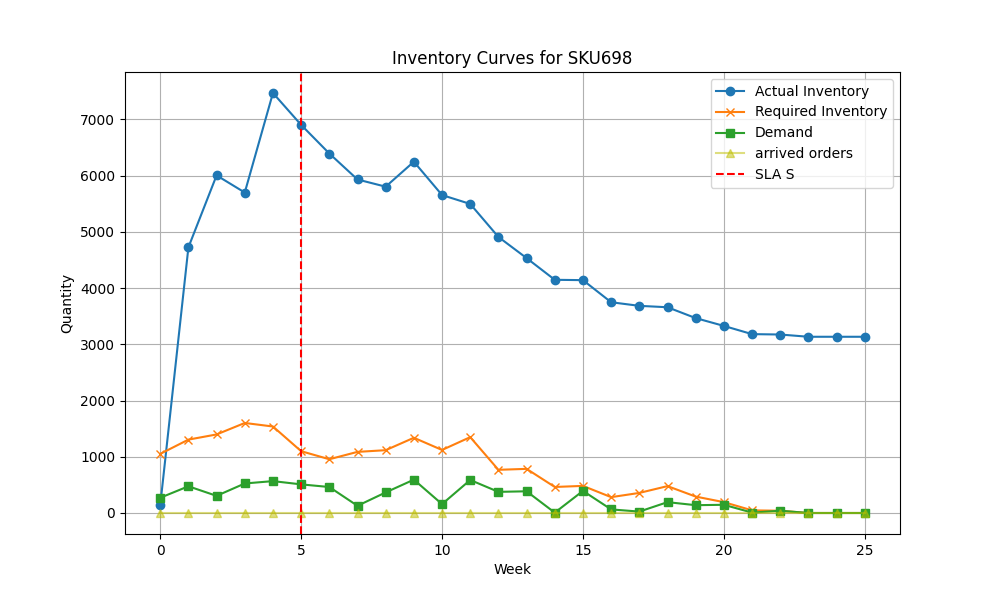 Inventory Curves for SKU698
Actual Inventory
Required Inventory
Demand
arrived orders
SLA S
Quantity
7000
6000
5000
4000
3000
2000
1000
0
0 5 10 15 20 25
Week